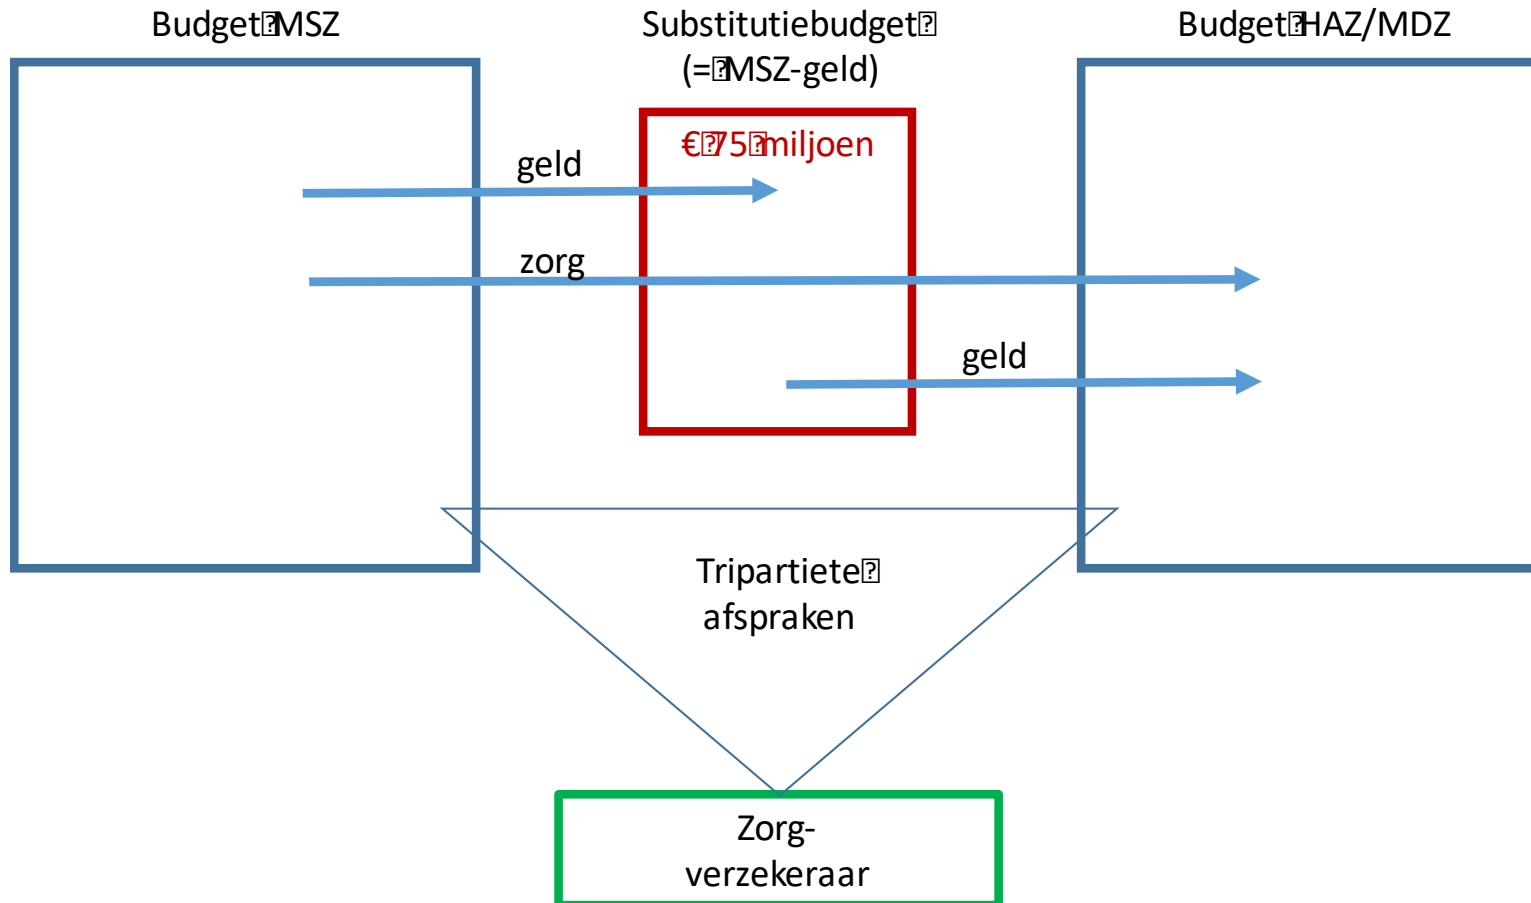 Budget MSZ
Substitutiebudget
(= MSZ-geld)
Budget HAZ/MDZ
€ 75 miljoen
geld
zorg
geld
Tripartiete
afspraken
Zorg-
verzekeraar